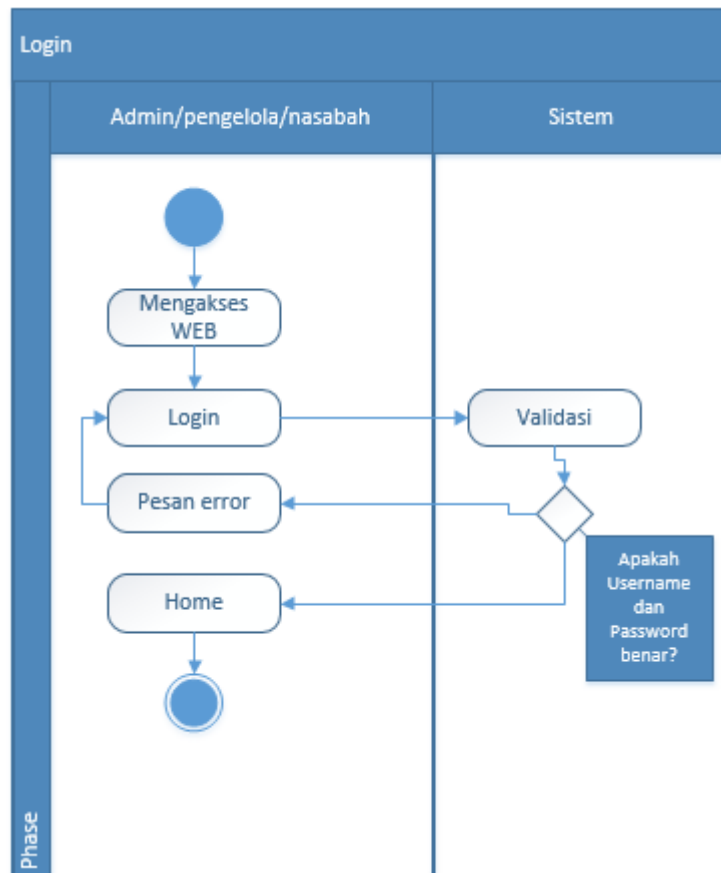 Login
Admin/pengelola/nasabah
Sistem
Mengakses
WEB
Login
Validasi
Pesan error
Apakah
Username
dan
Password
benar?
Home
Phase